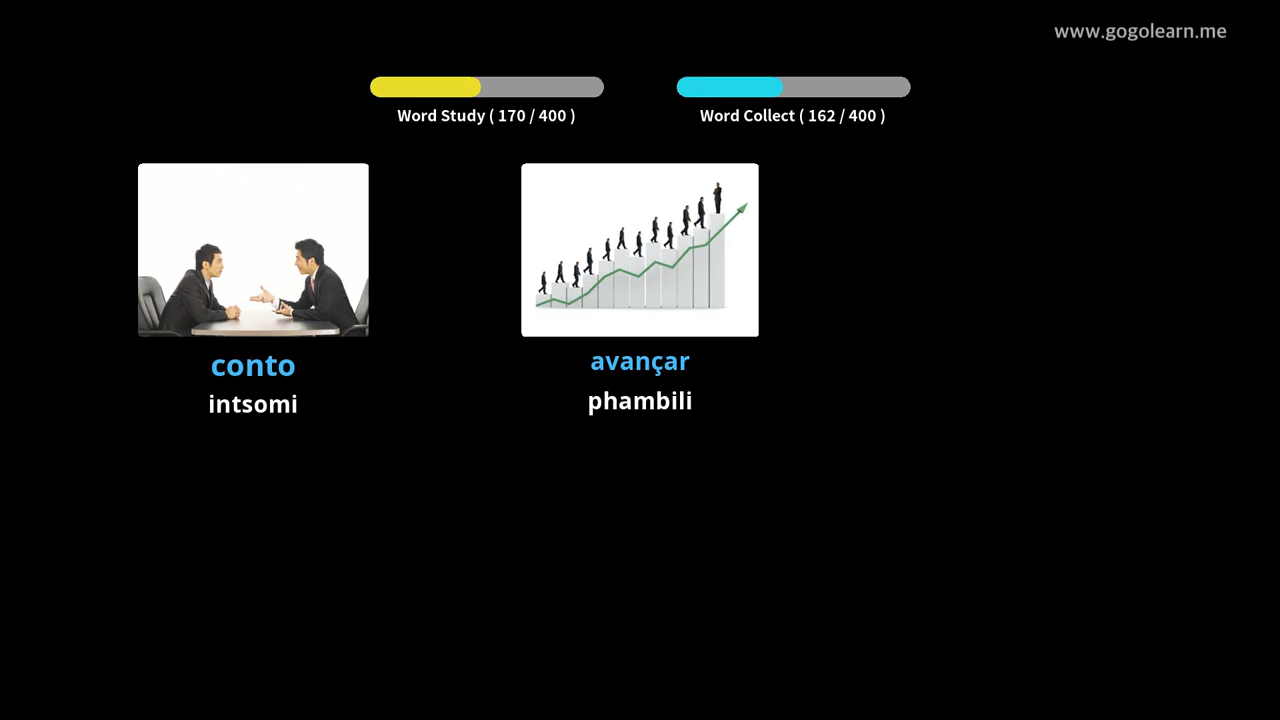 www.gogolearn.me
Word Study ( 170 / 400 )
Word Collect ( 162 / 400 )
conto
intsomi
avançar
phambili